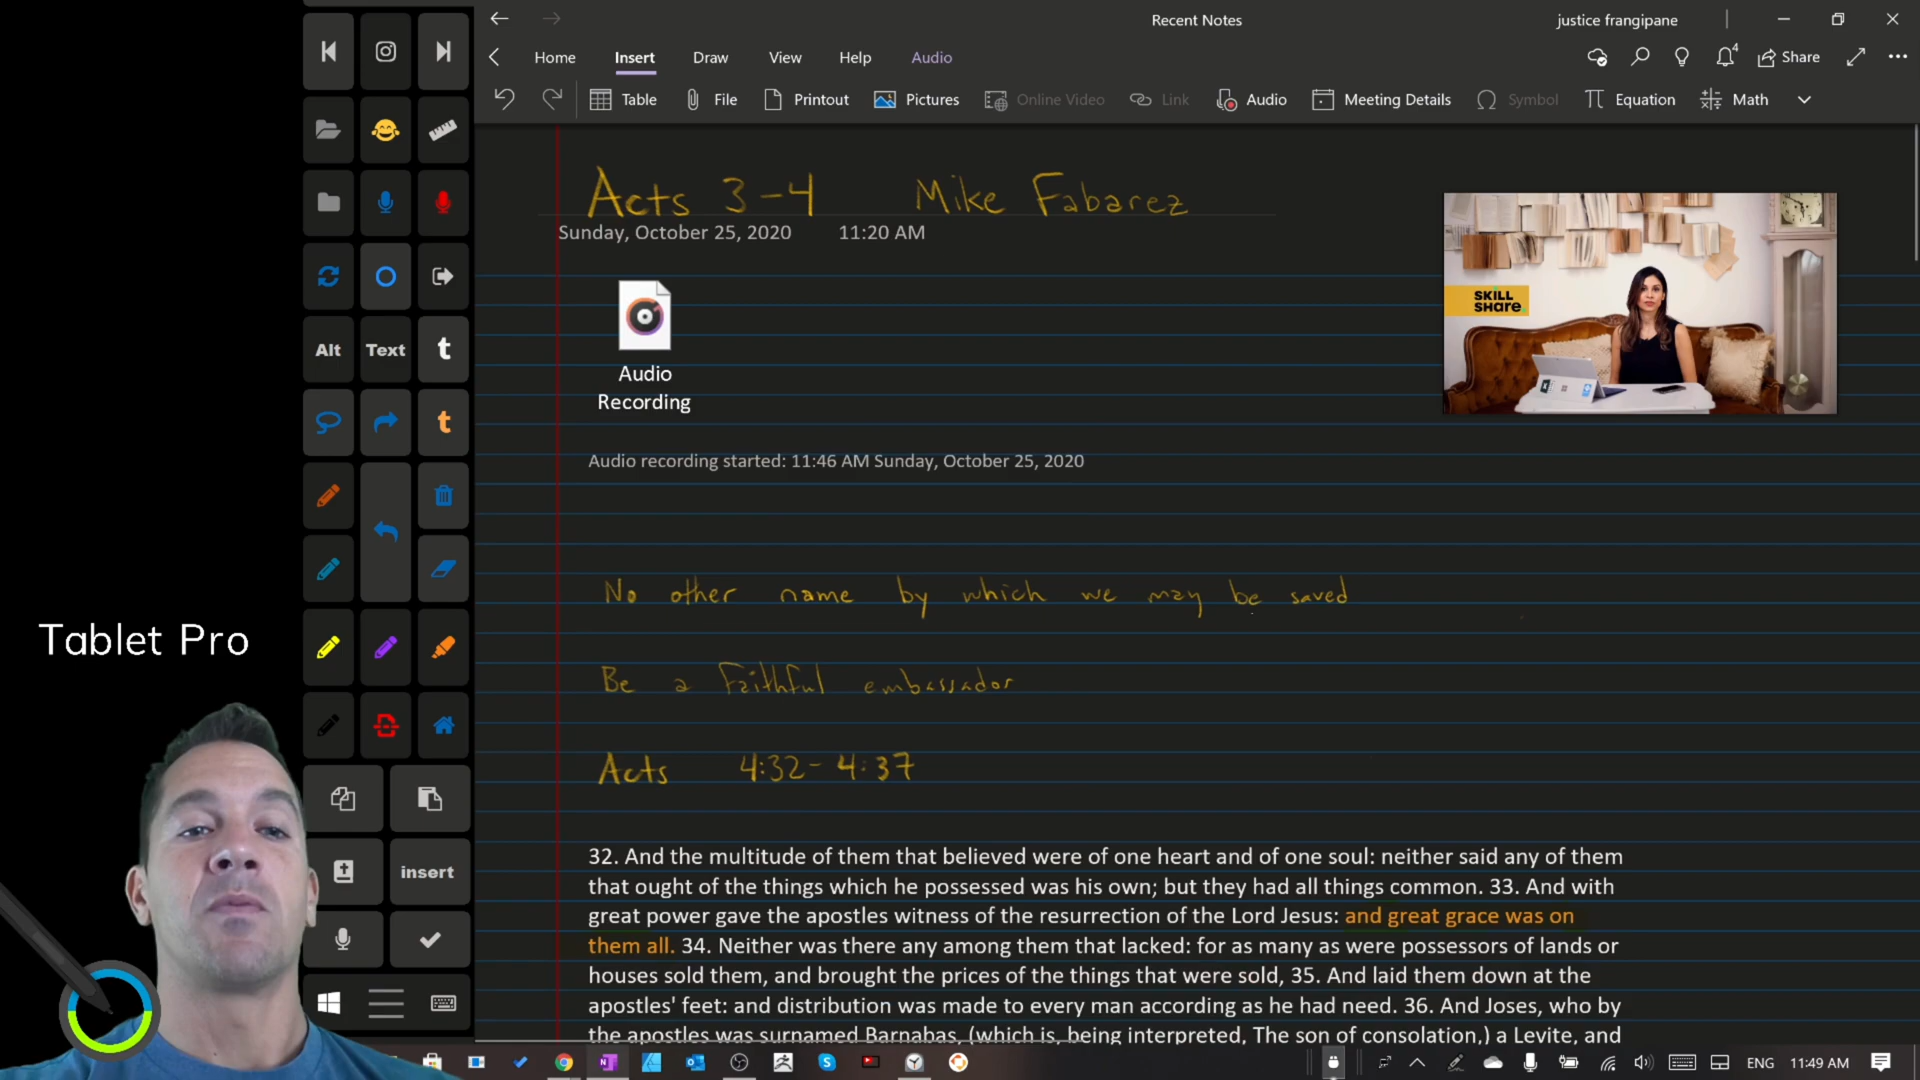 Recent Notes
justice frangipane
Home Insert Draw View Help Audio
4
Share
Table File Printout Pictures Online Video Link Audio Meeting Details Symbol Equation Math
Acts 3-4 Mike Fabarez
Sunday, October 25, 2020 11:20 AM
SKILL
SHARE.
Audio
Recording
Alt Text t
t
Audio recording started: 11:46 AM Sunday, October 25, 2020
No other name by which we may be saved
Tablet Pro
Be a Faithful embassador
Acts 4:32-4:37
32. And the multitude of them that believed were of one heart and of one soul: neither said any of them
that ought of the things which he possessed was his own; but they had all things common. 33. And with
great power gave the apostles witness of the resurrection of the Lord Jesus: and great grace was on
them all. 34. Neither was there any among them that lacked: for as many as were possessors of lands or
houses sold them, and brought the prices of the things that were sold, 35. And laid them down at the
apostles' feet: and distribution was made to every man according as he had need. 36. And Joses, who by
the apostles was surnamed Barnabas, (which is, being interpreted, The son of consolation,) a Levite, and
insert
ENG 11:49 AM